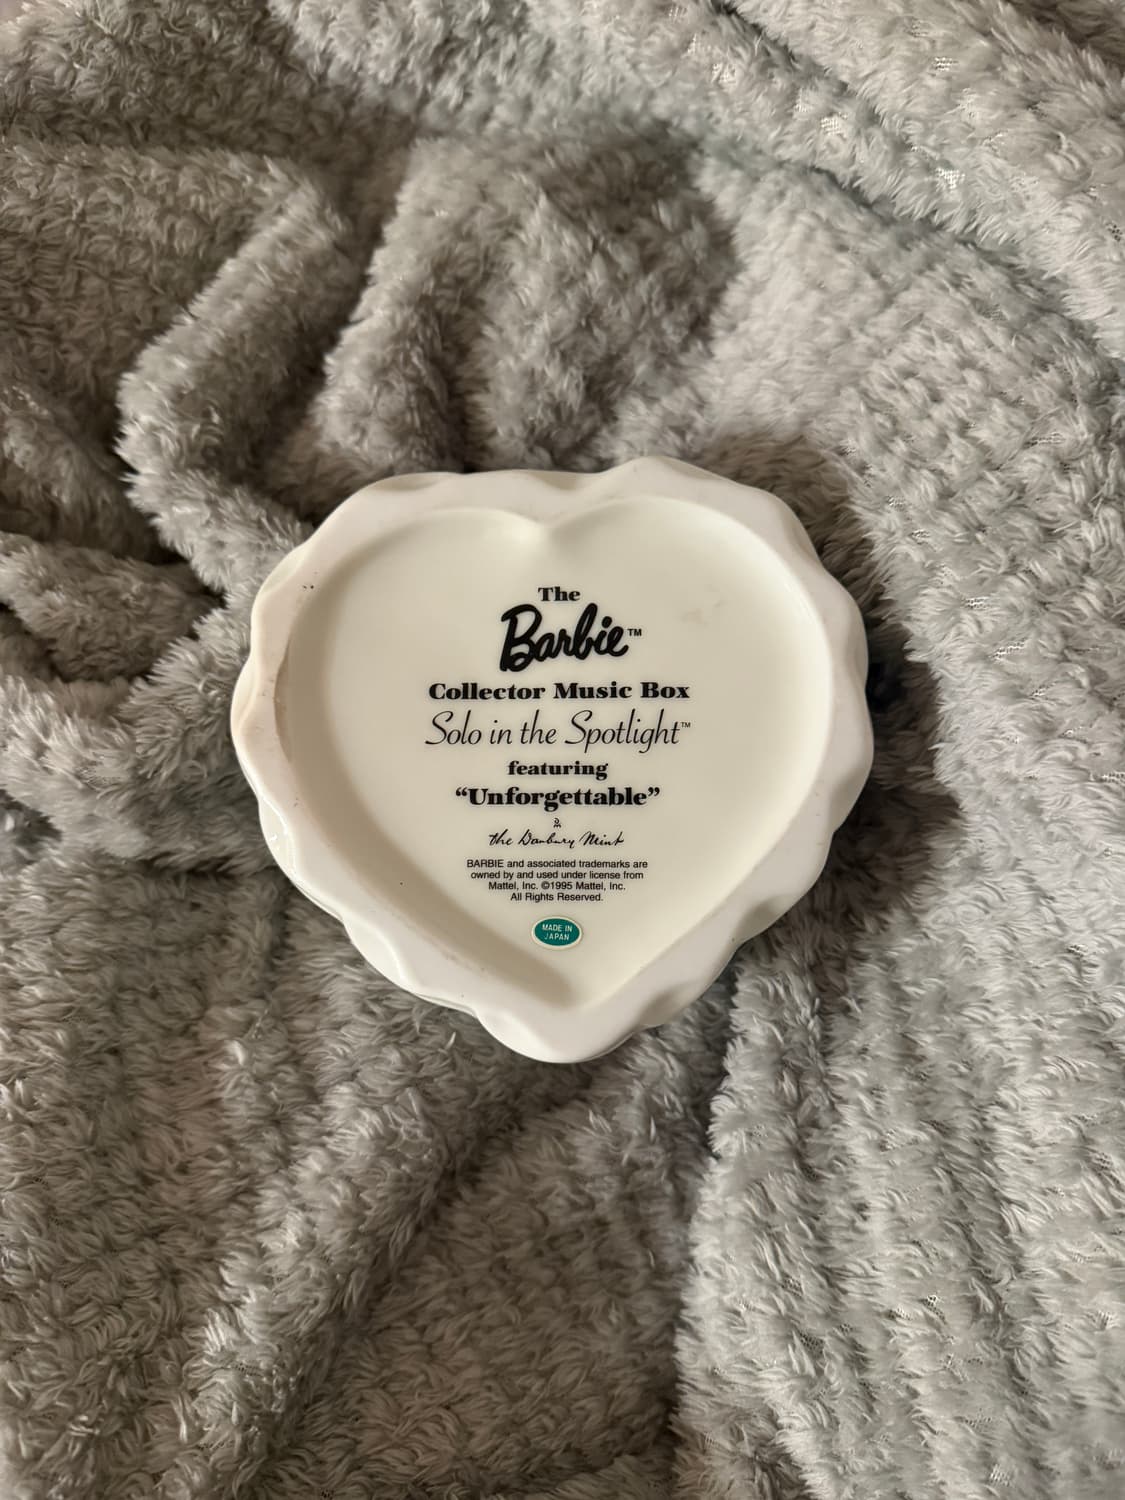 The
Barbie™
Collector Music Box
Solo in the Spotlight™
featuring
“Unforgettable”
the Danbury Mint
BARBIE and associated trademarks are
owned by and used under license from
Mattel, Inc. ©1995 Mattel, Inc.
All Rights Reserved.
MADE IN
JAPAN